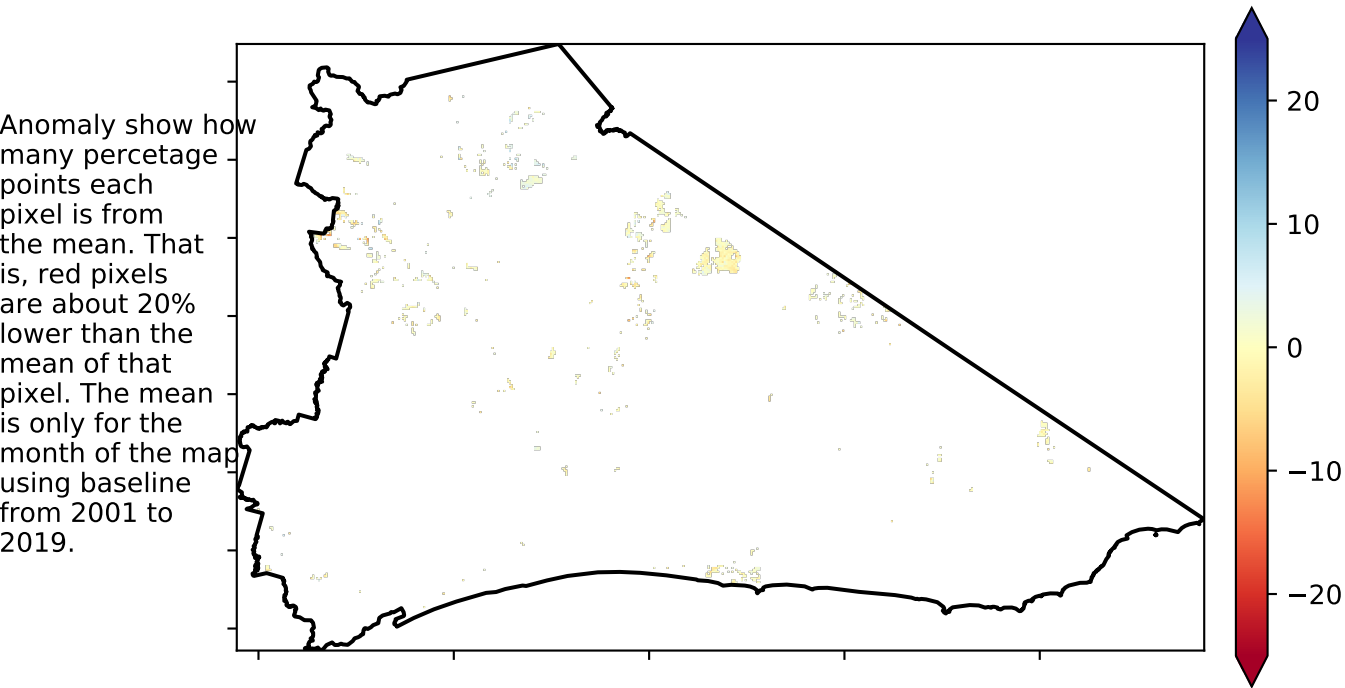 Anomaly show how
many percetage
points each
pixel is from
the mean. That
is, red pixels
are about 20%
lower than the
mean of that
pixel. The mean
is only for the
month of the map
using baseline
from 2001 to
2019.
20
10
0
−10
−20